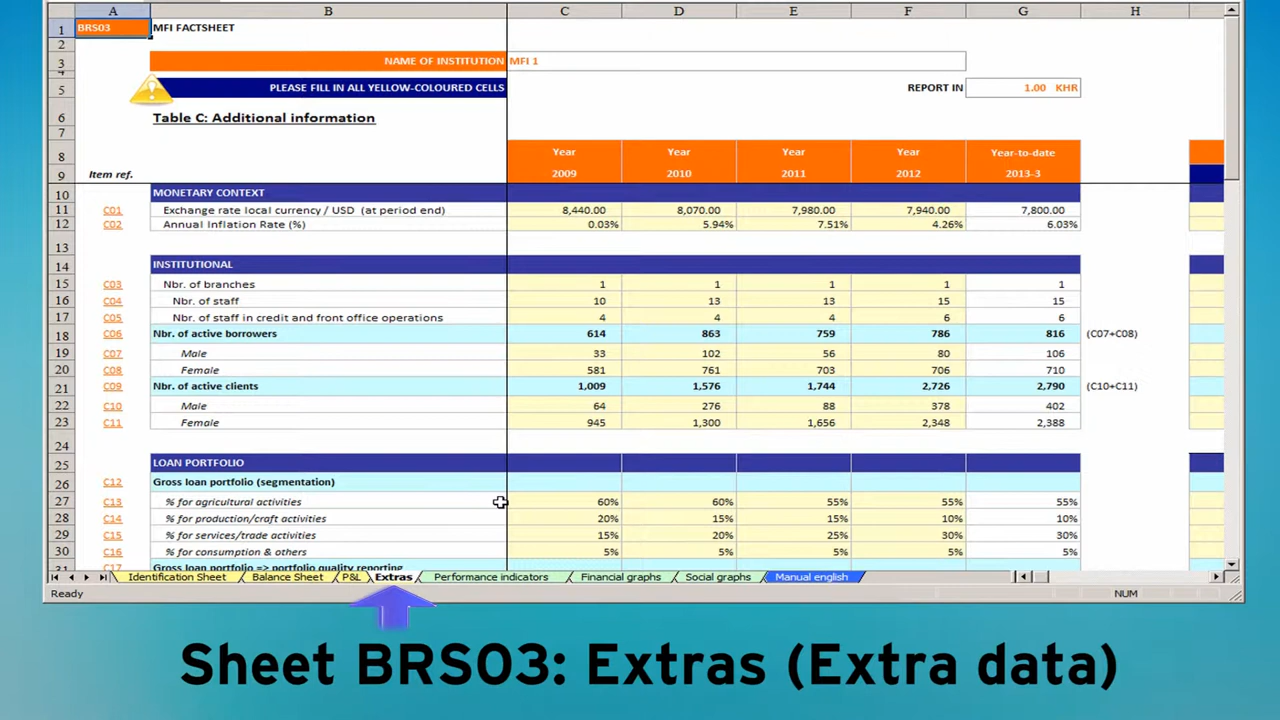 A B C D E F G H
1 BRS03 MFI FACTSHEET
2
3 NAME OF INSTITUTION MFI 1
4
5 PLEASE FILL IN ALL YELLOW-COLOURED CELLS REPORT IN 1.00 KHR
6 Table C: Additional information
7
8 Year Year Year Year Year-to-date
9 Item ref. 2009 2010 2011 2012 2013-3
10 MONETARY CONTEXT
11 C01 Exchange rate local currency / USD (at period end) 8,440.00 8,070.00 7,980.00 7,940.00 7,800.00
12 C02 Annual Inflation Rate (%) 0.03% 5.94% 7.51% 4.26% 6.03%
13
14 INSTITUTIONAL
15 C03 Nbr. of branches 1 1 1 1 1
16 C04 Nbr. of staff 10 13 13 15 15
17 C05 Nbr. of staff in credit and front office operations 4 4 4 6 6
18 C06 Nbr. of active borrowers 614 863 759 786 816 (C07+C08)
19 C07 Male 33 102 56 80 106
20 C08 Female 581 761 703 706 710
21 C09 Nbr. of active clients 1,009 1,576 1,744 2,726 2,790 (C10+C11)
22 C10 Male 64 276 88 378 402
23 C11 Female 945 1,300 1,656 2,348 2,388
24
25 LOAN PORTFOLIO
26 C12 Gross loan portfolio (segmentation)
27 C13 % for agricultural activities 60% 60% 55% 55% 55%
28 C14 % for production/craft activities 20% 15% 15% 10% 10%
29 C15 % for services/trade activities 15% 20% 25% 30% 30%
30 C16 % for consumption & others 5% 5% 5% 5% 5%
31 C17 Gross loan portfolio => portfolio quality reporting
Identification Sheet Balance Sheet P&L Extras Performance indicators Financial graphs Social graphs Manual english
Ready NUM
Sheet BRS03: Extras (Extra data)